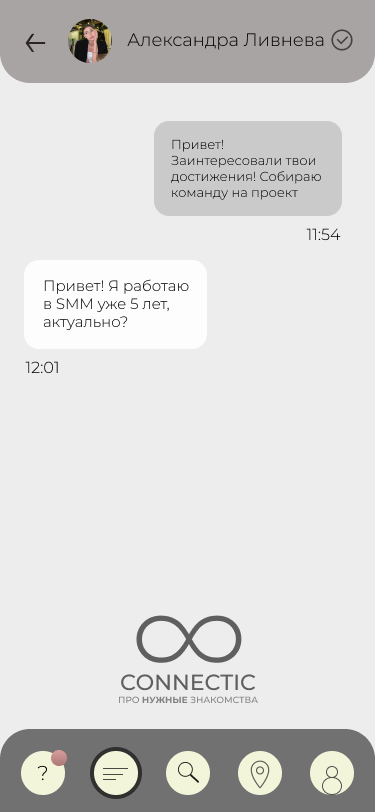 Александра Ливнева
Привет!
Заинтересовали твои
достижения! Собираю
команду на проект
11:54
Привет! Я работаю
в SMM уже 5 лет,
актуально?
12:01
CONNECTIC
ПРО НУЖНЫЕ ЗНАКОМСТВА
?